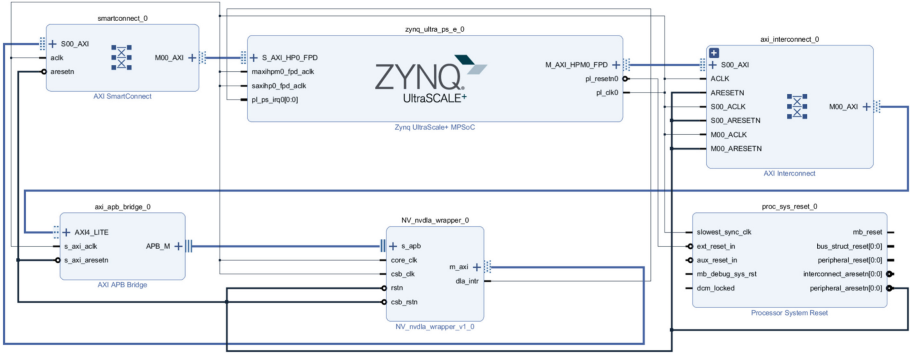 smartconnect_0
S00_AXI
aclk
aresetn
M00_AXI
AXI SmartConnect
zynq_ultra_ps_e_0
S_AXI_HP0_FPD
maxihpm0_fpd_aclk
saxihp0_fpd_aclk
pl_ps_irq0[0:0]
ZYNQ
UltraSCALE+
M_AXI_HPM0_FPD
pl_resetn0
pl_clk0
Zynq UltraScale+ MPSoC
axi_interconnect_0
S00_AXI
ACLK
ARESETN
S00_ACLK
S00_ARESETN
M00_ACLK
M00_ARESETN
M00_AXI
AXI Interconnect
axi_apb_bridge_0
AXI4_LITE
s_axi_aclk
s_axi_aresetn
APB_M
AXI APB Bridge
NV_nvdla_wrapper_0
s_apb
core_clk
csb_clk
rstn
csb_rstn
m_axi
dla_intr
NV_nvdla_wrapper_v1_0
proc_sys_reset_0
slowest_sync_clk
ext_reset_in
aux_reset_in
mb_debug_sys_rst
dcm_locked
mb_reset
bus_struct_reset[0:0]
peripheral_reset[0:0]
interconnect_aresetn[0:0]
peripheral_aresetn[0:0]
Processor System Reset